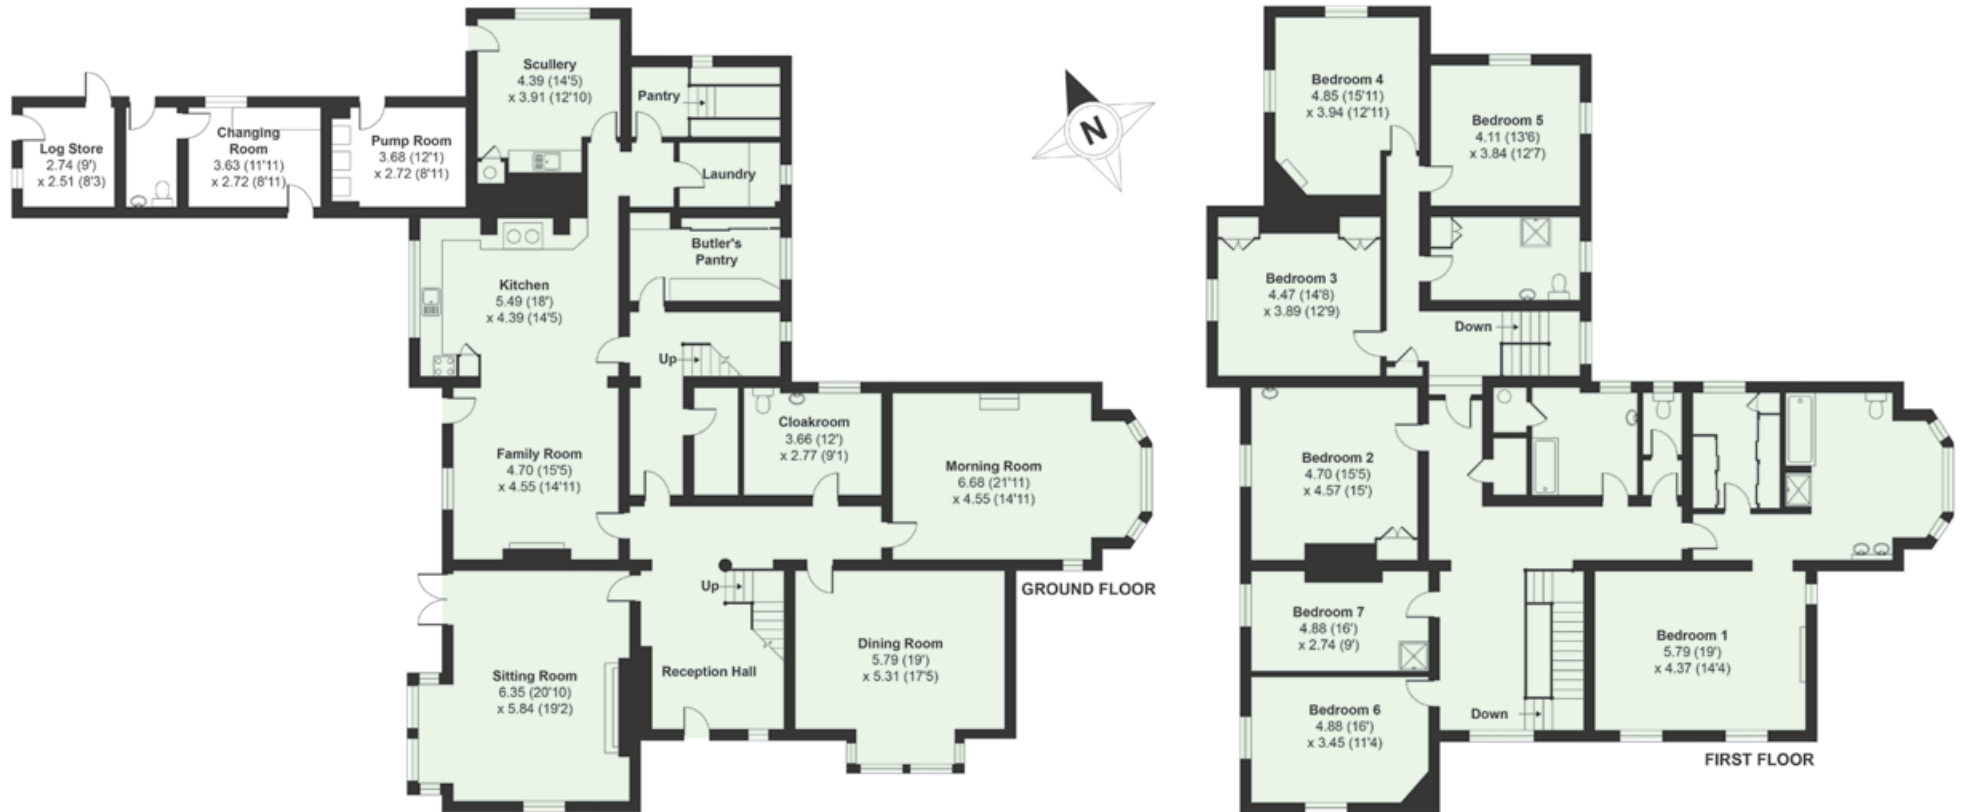 Scullery
4.39 (14'5)
x 3.91 (12'10)
Pantry
Log Store
2.74 (9')
x 2.51 (8'3)
Changing
Room
3.63 (11'11)
x 2.72 (8'11)
Pump Room
3.68 (12'1)
x 2.72 (8'11)
Laundry
Butler's
Pantry
Kitchen
5.49 (18')
x 4.39 (14'5)
Up
Cloakroom
3.66 (12')
x 2.77 (9'1)
Family Room
4.70 (15'5)
x 4.55 (14'11)
Morning Room
6.68 (21'11)
x 4.55 (14'11)
Up
GROUND FLOOR
Sitting Room
6.35 (20'10)
x 5.84 (19'2)
Reception Hall
Dining Room
5.79 (19')
x 5.31 (17'5)
N
Bedroom 4
4.85 (15'11)
x 3.94 (12'11)
Bedroom 5
4.11 (13'6)
x 3.84 (12'7)
Bedroom 3
4.47 (14'8)
x 3.89 (12'9)
Down
Bedroom 2
4.70 (15'5)
x 4.57 (15')
Bedroom 7
4.88 (16')
x 2.74 (9')
Bedroom 1
5.79 (19')
x 4.37 (14'4)
Bedroom 6
4.88 (16')
x 3.45 (11'4)
Down
FIRST FLOOR